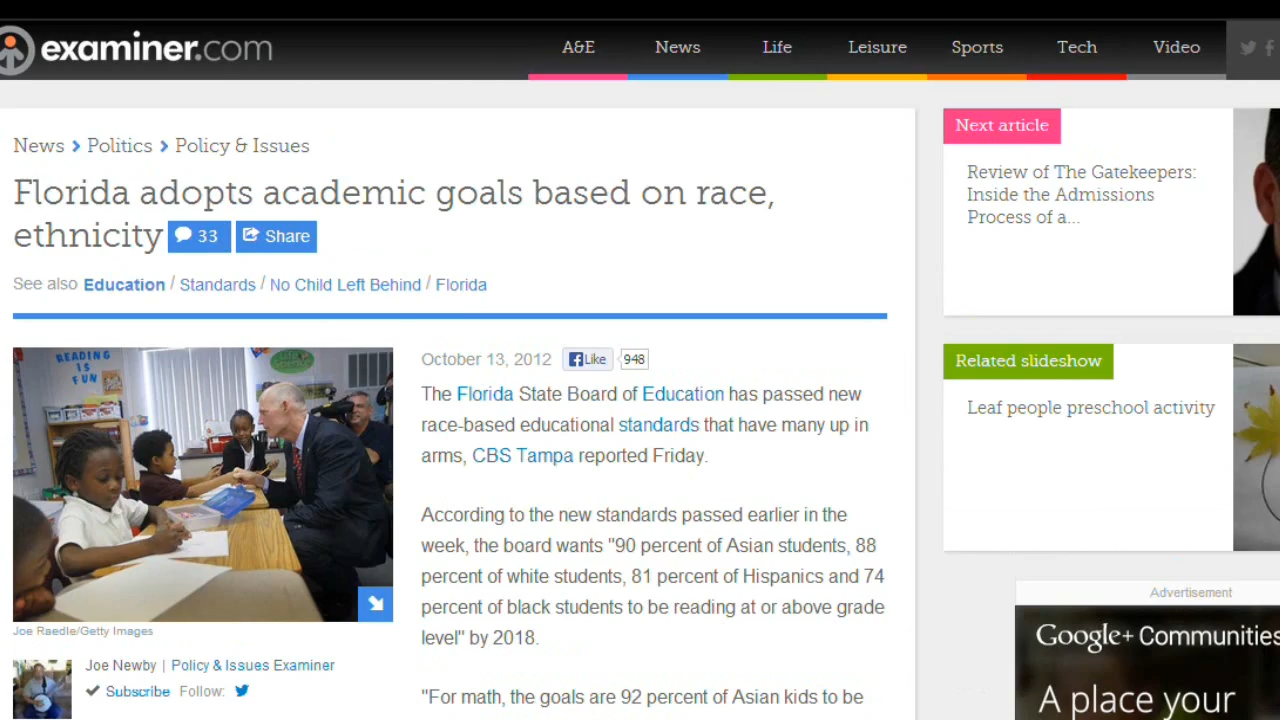 examiner.com
A&E News Life Leisure Sports Tech Video
News > Politics > Policy & Issues
Florida adopts academic goals based on race,
ethnicity 33 Share
See also Education / Standards / No Child Left Behind / Florida
READING
IS
FUN
Joe Raedle/Getty Images
Joe Newby | Policy & Issues Examiner
Subscribe Follow:
October 13, 2012 Like 948
The Florida State Board of Education has passed new
race-based educational standards that have many up in
arms, CBS Tampa reported Friday.
According to the new standards passed earlier in the
week, the board wants "90 percent of Asian students, 88
percent of white students, 81 percent of Hispanics and 74
percent of black students to be reading at or above grade
level" by 2018.
"For math, the goals are 92 percent of Asian kids to be
Next article
Review of The Gatekeepers:
Inside the Admissions
Process of a...
Related slideshow
Leaf people preschool activity
Advertisement
Google+ Communities
A place your